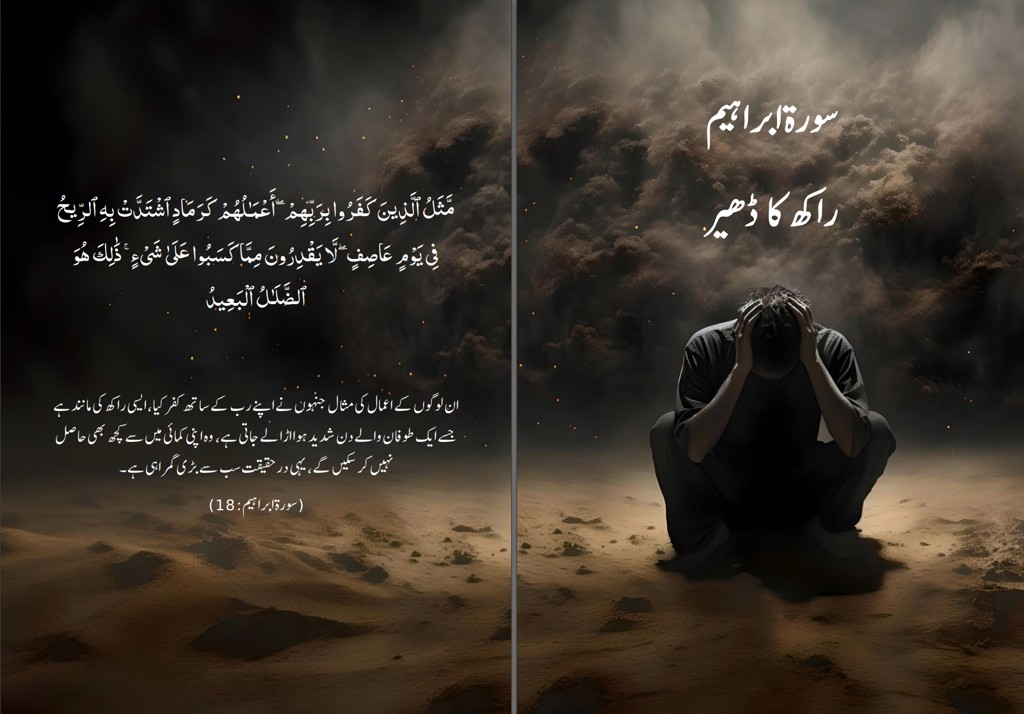 سورۃ ابراہیم
راکھ کا ڈھیر
مَّثَلُ ٱلَّذِينَ كَفَرُوا۟ بِرَبِّهِمْ ۖ أَعْمَـٰلُهُمْ كَرَمَادٍ ٱشْتَدَّتْ بِهِ ٱلرِّيحُ
فِى يَوْمٍ عَاصِفٍ ۖ لَّا يَقْدِرُونَ مِمَّا كَسَبُوا۟ عَلَىٰ شَىْءٍ ۚ ذَٰلِكَ هُوَ
ٱلضَّلَـٰلُ ٱلْبَعِيدُ
ان لوگوں کے اعمال کی مثال جنہوں نے اپنے رب کے ساتھ کفر کیا، ایسی راکھ کی مانند ہے
جسے ایک طوفان والے دن شدید ہوا اڑا لے جاتی ہے، وہ اپنی کمائی میں سے کچھ بھی حاصل
نہیں کر سکیں گے، یہی درحقیقت سب سے بڑی گمراہی ہے۔
(سورۃ ابراہیم: 18)